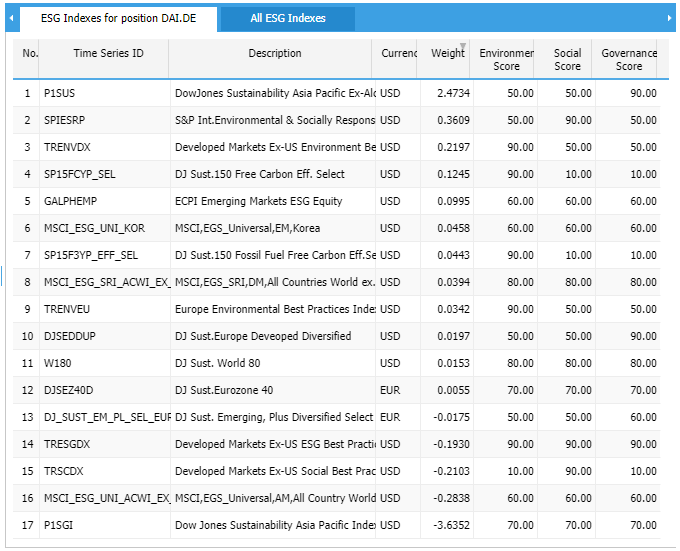 ESG Indexes for position DAI.DE All ESG Indexes
No. Time Series ID Description Currenc Weight Environmer Score Social Score Governance Score
1 P1SUS DowJones Sustainability Asia Pacific Ex-Alc USD 2.4734 50.00 50.00 90.00
2 SPIESRP S&P Int.Environmental & Socially Respons USD 0.3609 50.00 90.00 50.00
3 TRENVDX Developed Markets Ex-US Environment Be USD 0.2197 90.00 50.00 50.00
4 SP15FCYP_SEL DJ Sust.150 Free Carbon Eff. Select USD 0.1245 90.00 10.00 10.00
5 GALPHEMP ECPI Emerging Markets ESG Equity USD 0.0995 60.00 60.00 60.00
6 MSCI_ESG_UNI_KOR MSCI,EGS_Universal,EM,Korea USD 0.0458 60.00 60.00 60.00
7 SP15F3YP_EFF_SEL DJ Sust.150 Fossil Fuel Free Carbon Eff.Se USD 0.0443 90.00 10.00 10.00
8 MSCI_ESG_SRI_ACWI_EX_ MSCI,EGS_SRI,DM,All Countries World ex. USD 0.0394 80.00 80.00 80.00
9 TRENVEU Europe Environmental Best Practices Inde USD 0.0342 90.00 50.00 50.00
10 DJSEDDUP DJ Sust.Europe Deveoped Diversified USD 0.0197 50.00 50.00 90.00
11 W180 DJ Sust. World 80 USD 0.0153 80.00 80.00 80.00
12 DJSEZ40D DJ Sust.Eurozone 40 EUR 0.0055 70.00 70.00 70.00
13 DJ_SUST_EM_PL_SEL_EUR DJ Sust. Emerging, Plus Diversified Select EUR -0.0175 50.00 50.00 60.00
14 TRESGDX Developed Markets Ex-US ESG Best Practi USD -0.1930 90.00 90.00 90.00
15 TRSCDX Developed Markets Ex-US Social Best Prac USD -0.2103 10.00 90.00 10.00
16 MSCI_ESG_UNI_ACWI_EX_ MSCI,EGS_Universal,AM,All Country World USD -0.2838 60.00 60.00 60.00
17 P1SGI Dow Jones Sustainability Asia Pacific Inde USD -3.6352 70.00 70.00 70.00